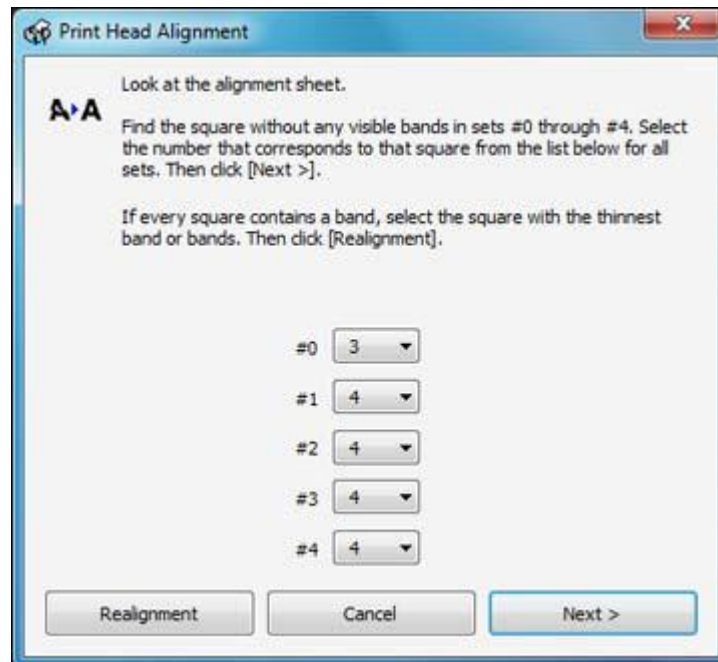 Print Head Alignment
X
Look at the alignment sheet.
A A
Find the square without any visible bands in sets #0 through #4. Select
the number that corresponds to that square from the list below for all
sets. Then click [Next >].
If every square contains a band, select the square with the thinnest
band or bands. Then click [Realignment].
#0 3
#1 4
#2 4
#3 4
#4 4
Realignment Cancel Next >